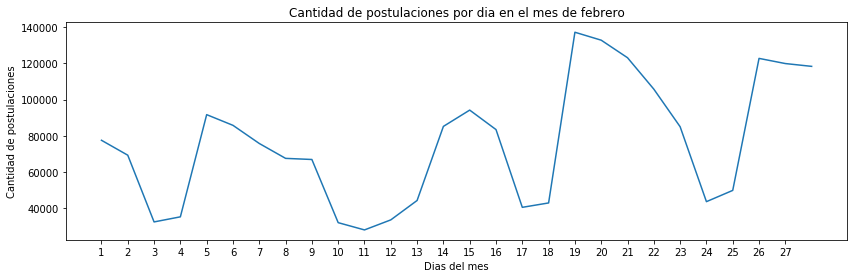 Cantidad de postulaciones por dia en el mes de febrero
Cantidad de postulaciones
140000
120000
100000
80000
60000
40000
1 2 3 4 5 6 7 8 9 10 11 12 13 14 15 16 17 18 19 20 21 22 23 24 25 26 27
Dias del mes